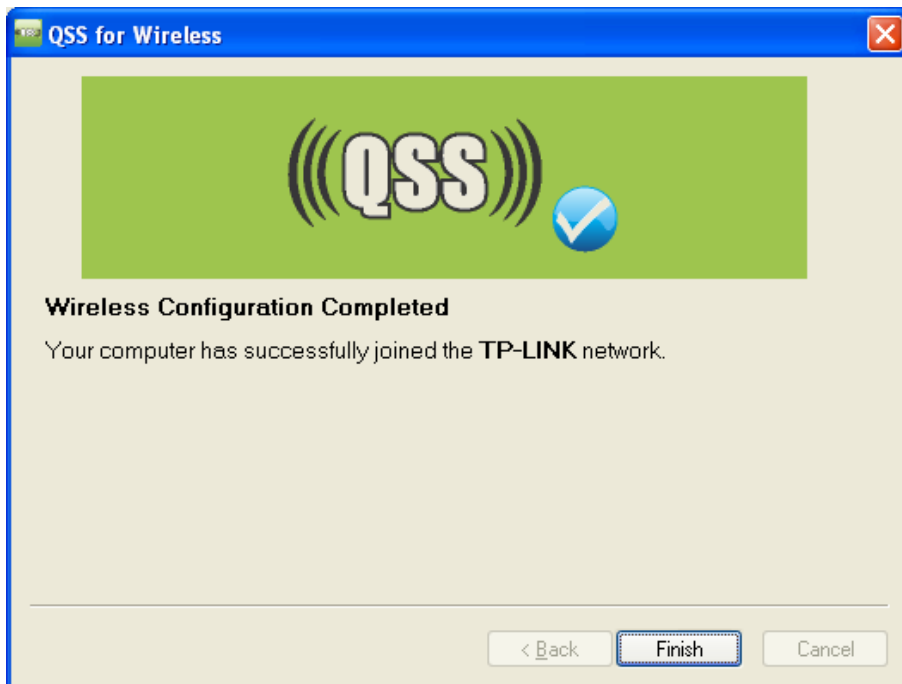 QSS for Wireless
(((QSS)))
Wireless Configuration Completed
Your computer has successfully joined the TP-LINK network.
< Back Finish Cancel